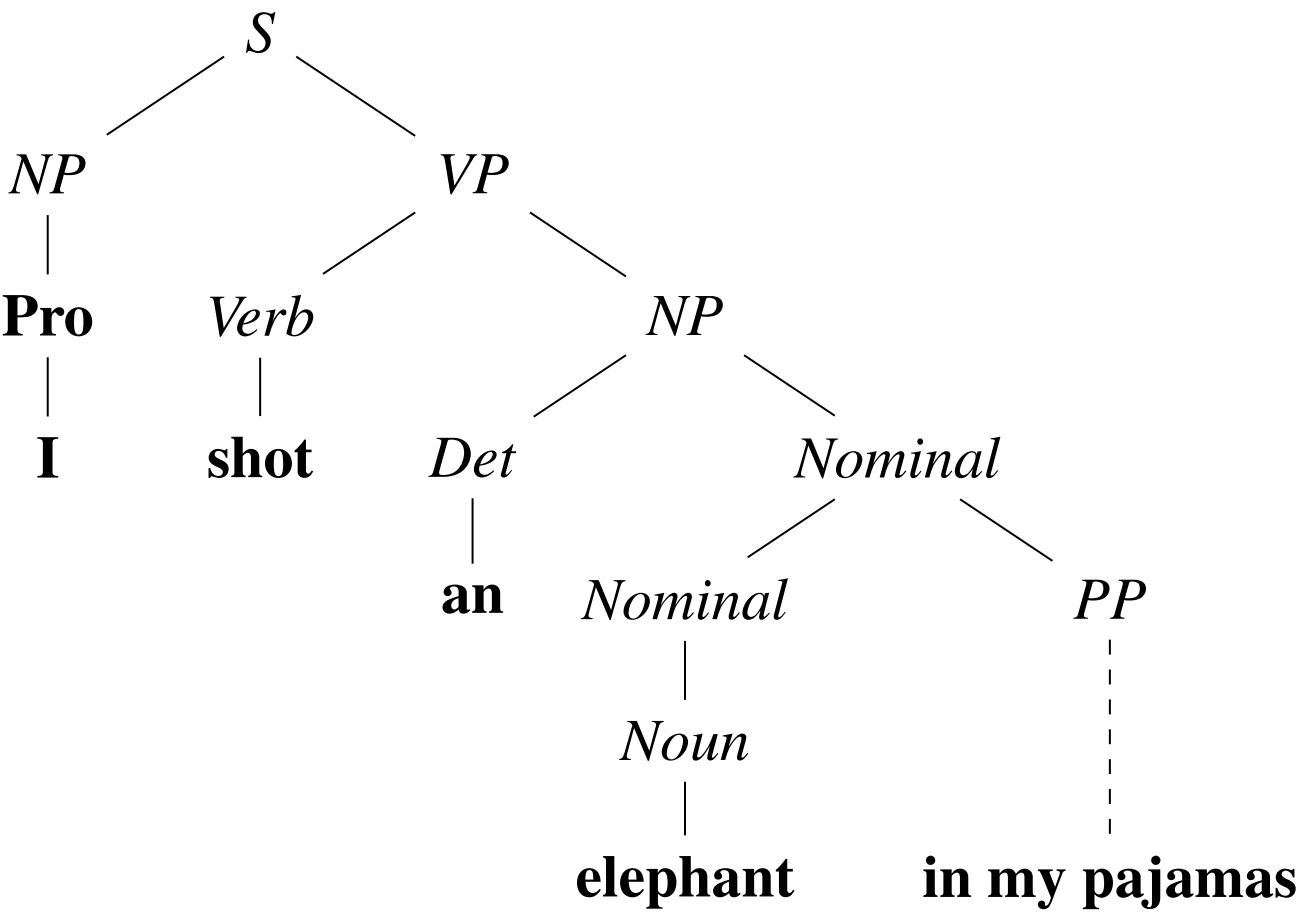 S
NP VP
Pro Verb NP
I shot Det Nominal
an Nominal PP
Noun
elephant in my pajamas